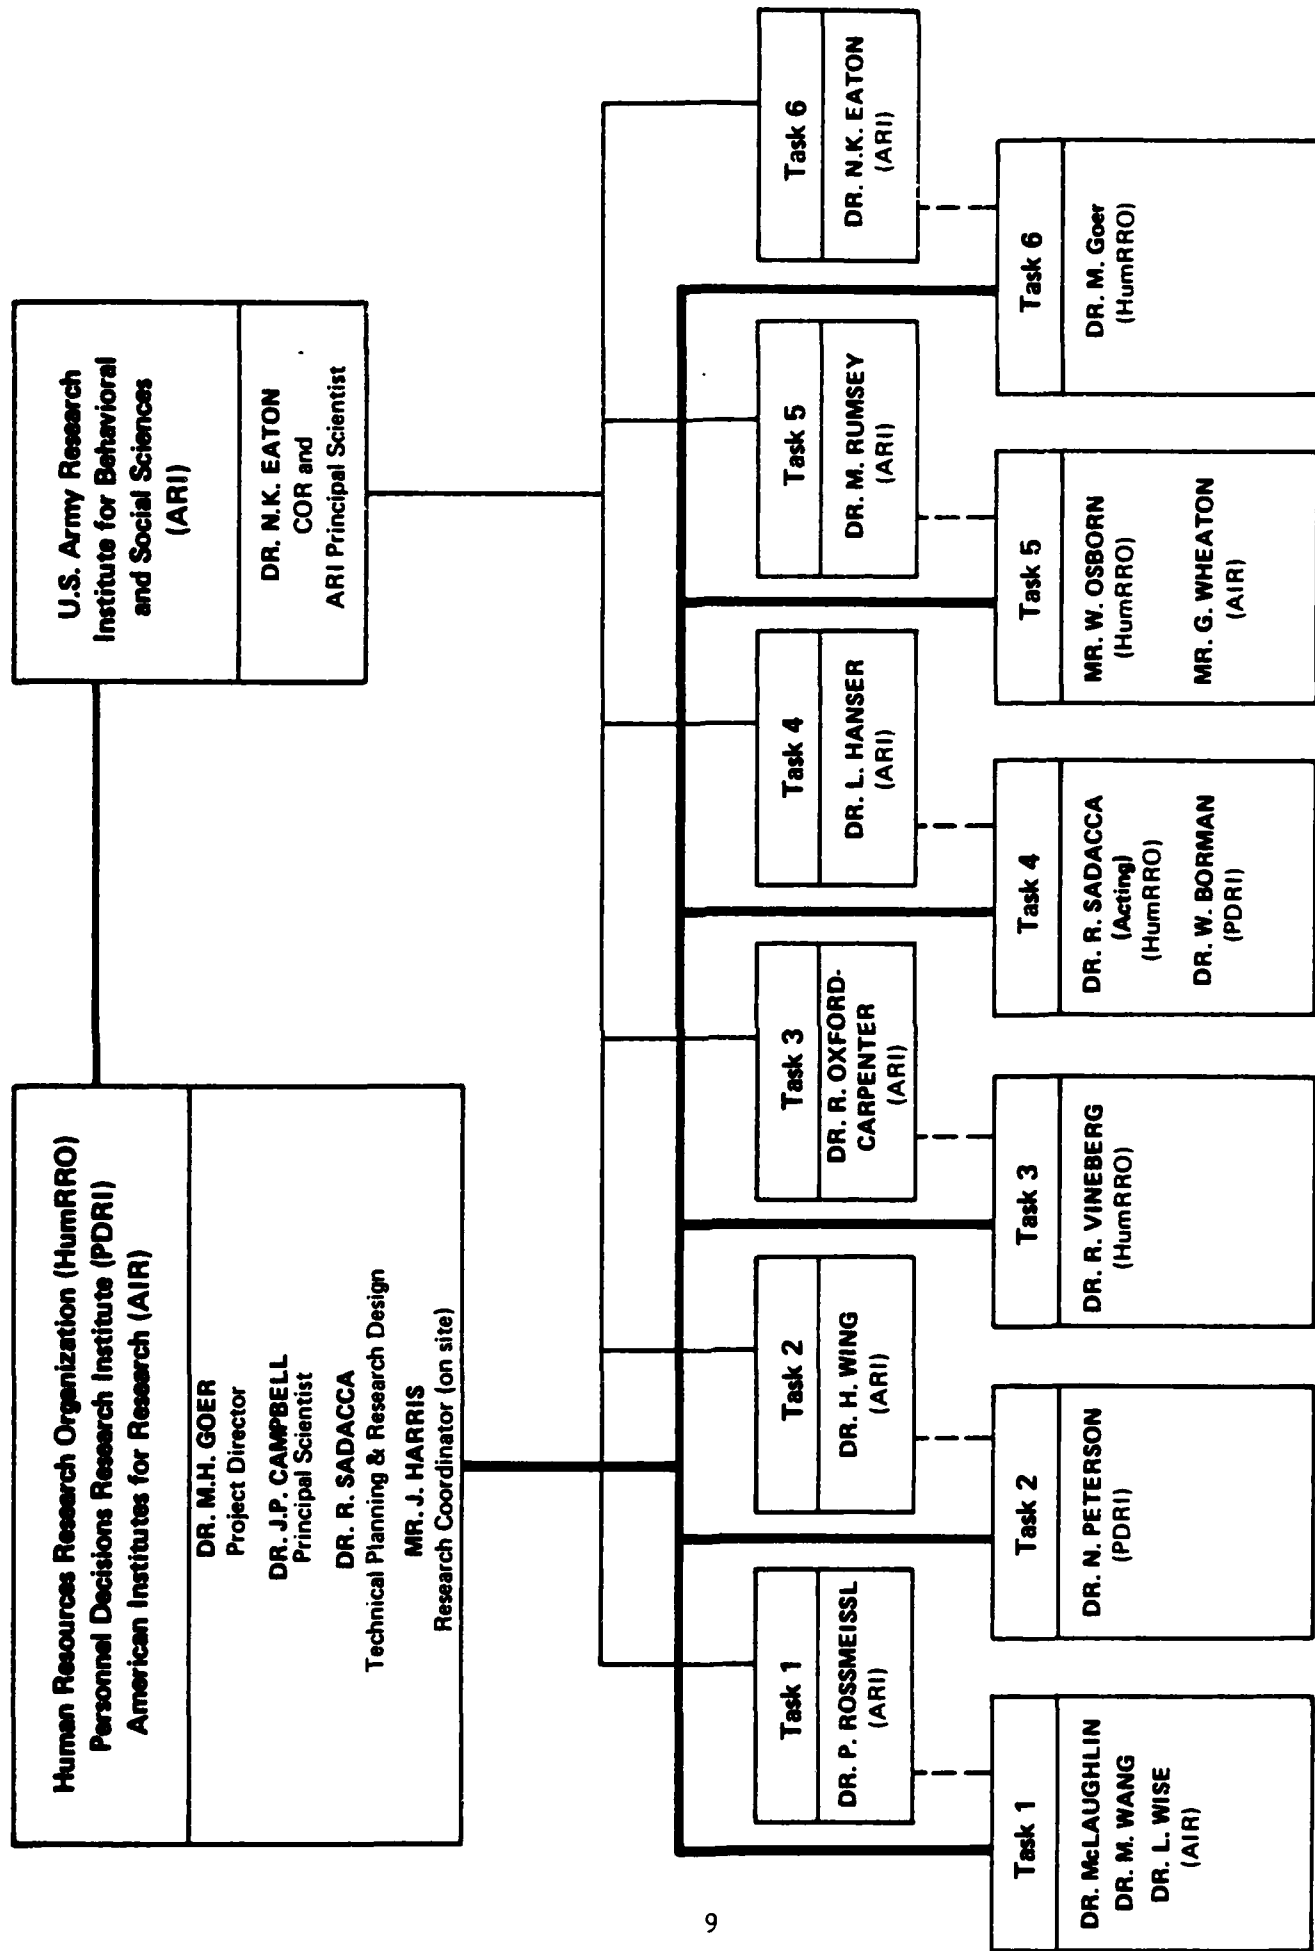 Human Resources Research Organization (HumRRO)
Personnel Decisions Research Institute (PDRI)
American Institutes for Research (AIR)
DR. M.H. GOER
Project Director
DR. J.P. CAMPBELL
Principal Scientist
DR. R. SADACCA
Technical Planning & Research Design
MR. J. HARRIS
Research Coordinator (on site)
U.S. Army Research
Institute for Behavioral
and Social Sciences
(ARI)
DR. N.K. EATON
COR and
ARI Principal Scientist
Task 1
DR. P. ROSSMEISSL
(ARI)
Task 2
DR. H. WING
(ARI)
Task 3
DR. R. OXFORD-
CARPENTER
(ARI)
Task 4
DR. L. HANSER
(ARI)
Task 5
DR. M. RUMSEY
(ARI)
Task 6
DR. N.K. EATON
(ARI)
Task 1
DR. McLAUGHLIN
DR. M. WANG
DR. L. WISE
(AIR)
Task 2
DR. N. PETERSON
(PDRI)
Task 3
DR. R. VINEBERG
(HumRRO)
Task 4
DR. R. SADACCA
(Acting)
(HumRRO)
DR. W. BORMAN
(PDRI)
Task 5
MR. W. OSBORN
(HumRRO)
MR. G. WHEATON
(AIR)
Task 6
DR. M. Goer
(HumRRO)
9